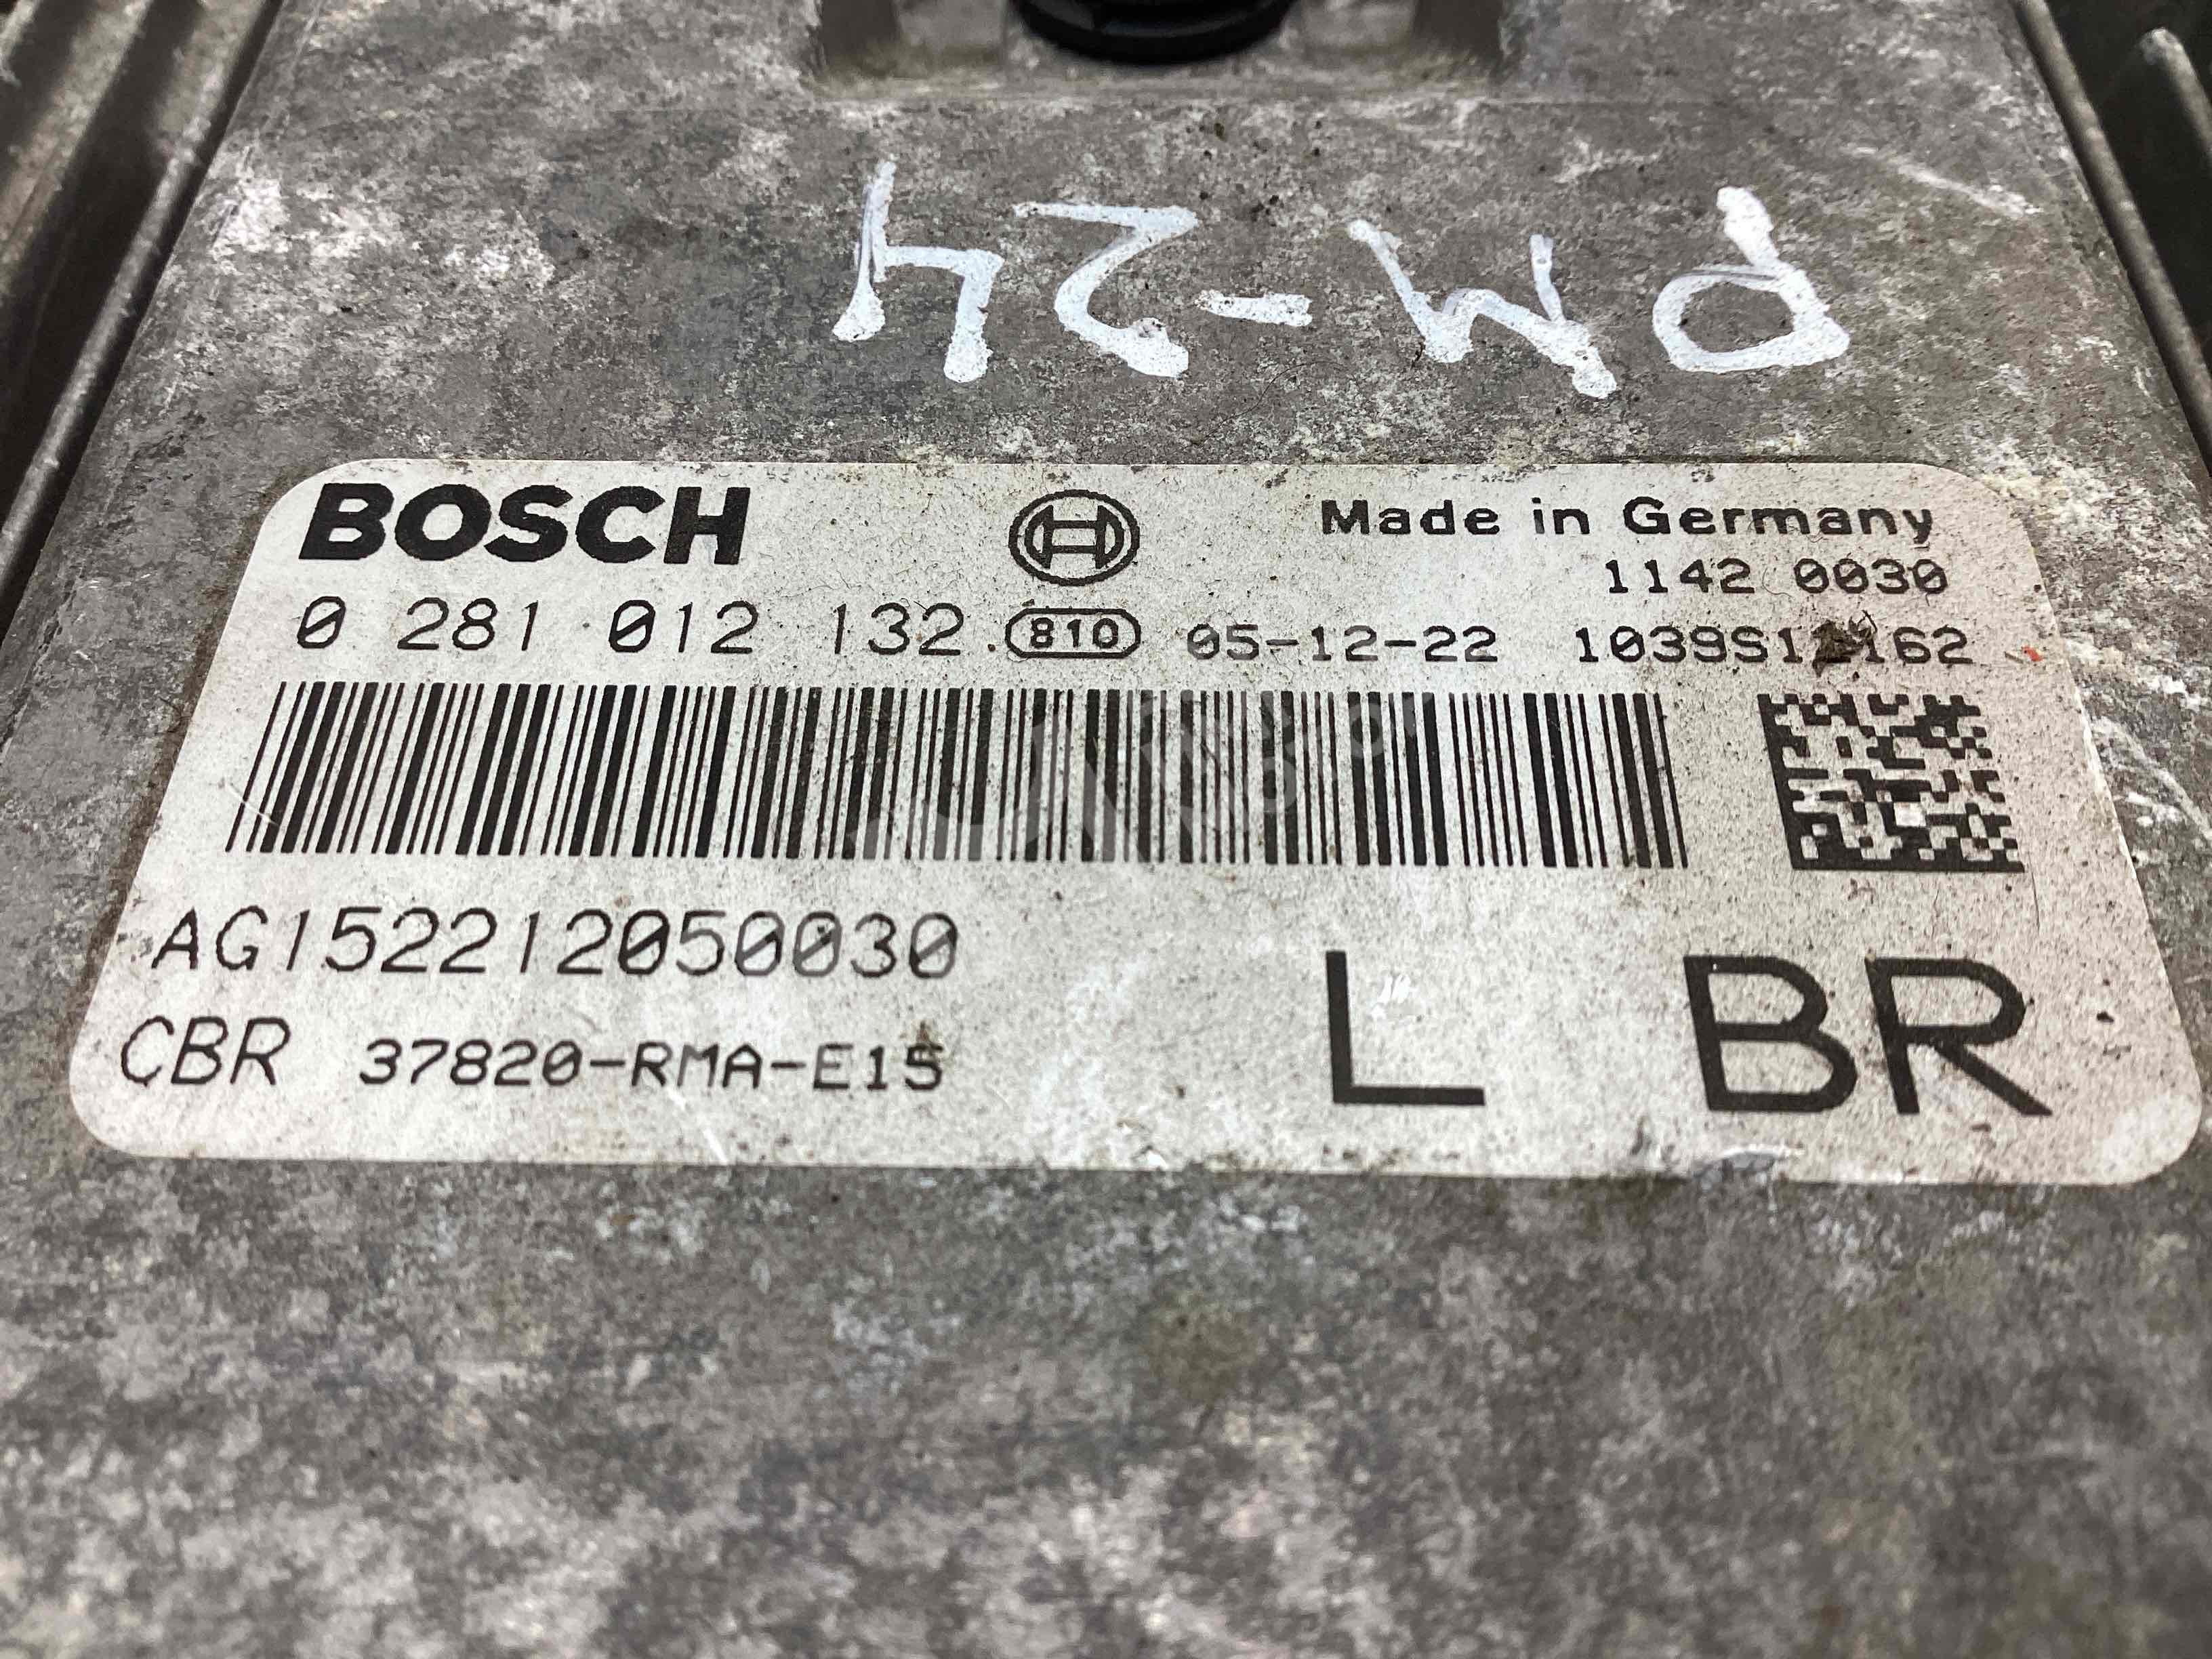 PM-24
BOSCH Made in Germany
1142 0030
0 281 012 132 810 05-12-22
AG152212050030
CBR 37820-RMA-E15
L BR